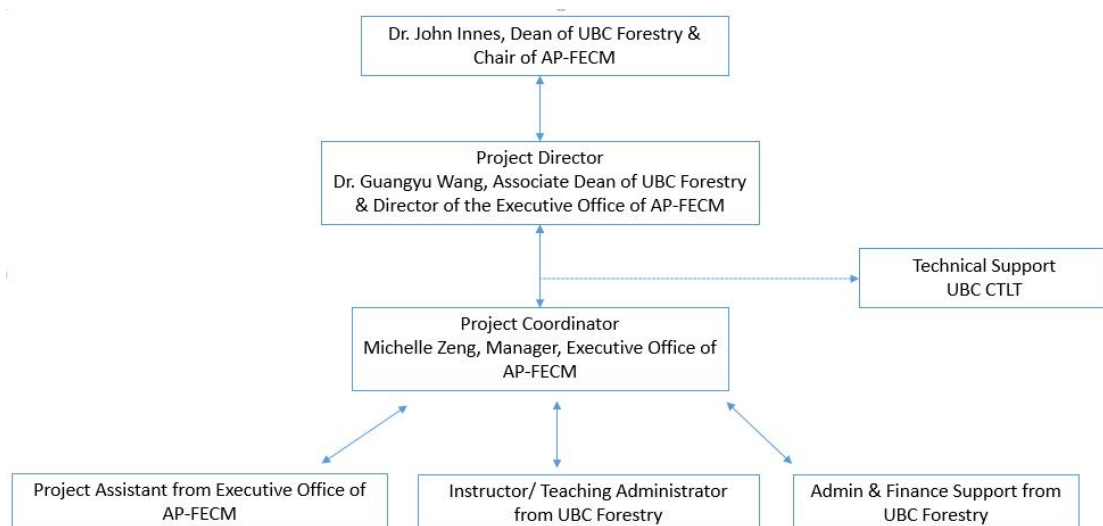 Dr. John Innes, Dean of UBC Forestry &
Chair of AP-FECM
Project Director
Dr. Guangyu Wang, Associate Dean of UBC Forestry
& Director of the Executive Office of AP-FECM
Technical Support
UBC CTLT
Project Coordinator
Michelle Zeng, Manager, Executive Office of
AP-FECM
Project Assistant from Executive Office of
AP-FECM
Instructor/ Teaching Administrator
from UBC Forestry
Admin & Finance Support from
UBC Forestry